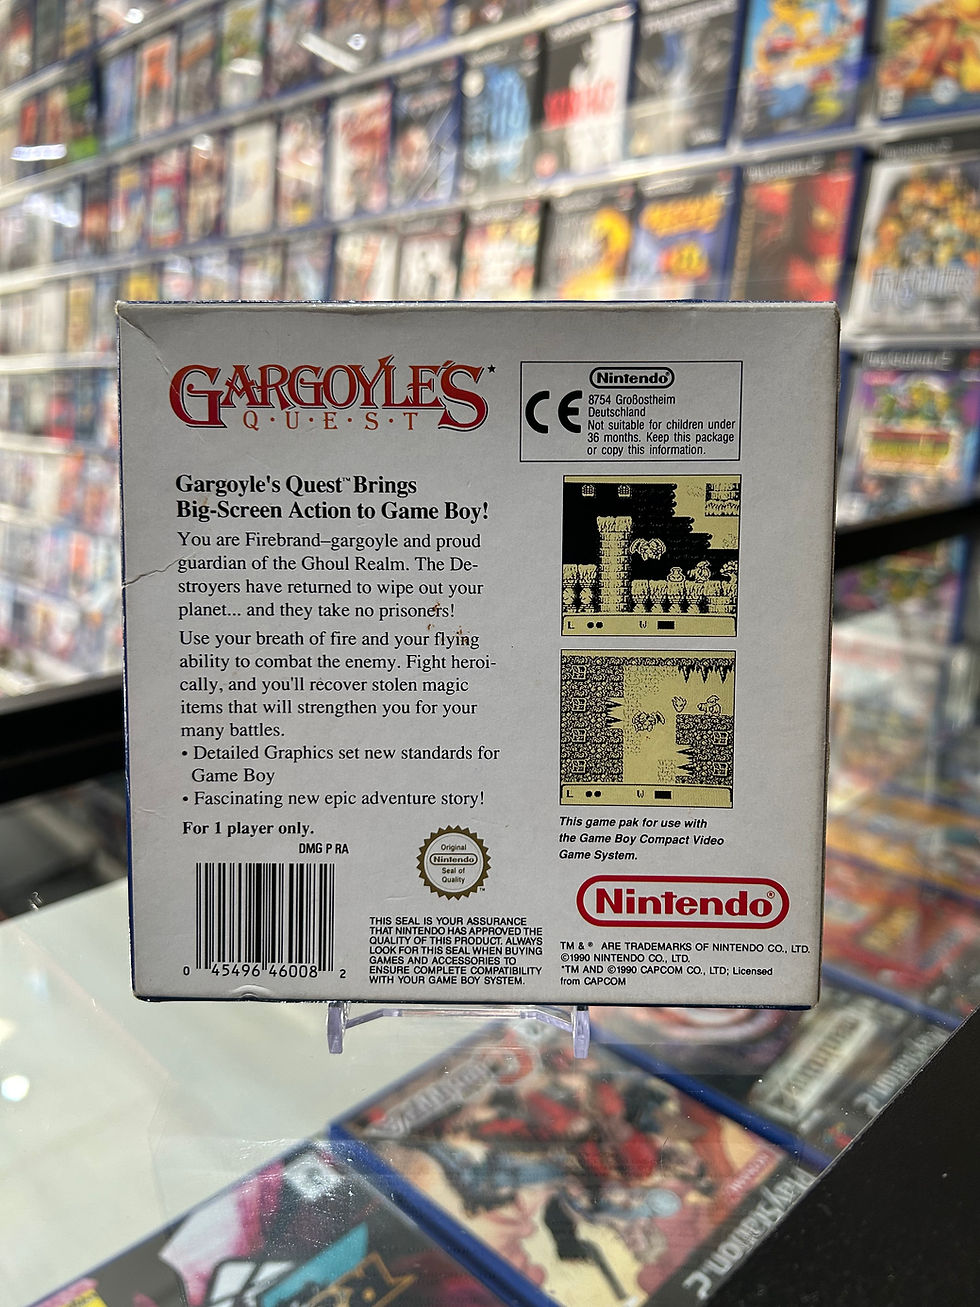 GARGOYLE'S*
Q·U·E·S·T
Nintendo®
CE
8754 Großostheim
Deutschland
Not suitable for children under
36 months. Keep this package
or copy this information.
Gargoyle's Quest™ Brings
Big-Screen Action to Game Boy!
You are Firebrand–gargoyle and proud
guardian of the Ghoul Realm. The De-
stroyers have returned to wipe out your
planet... and they take no prisoners!
Use your breath of fire and your flying
ability to combat the enemy. Fight heroi-
cally, and you'll recover stolen magic
items that will strengthen you for your
many battles.
• Detailed Graphics set new standards for
Game Boy
• Fascinating new epic adventure story!
For 1 player only.
DMG P RA
0 45496 46008 2
L
L
Original
Nintendo
Seal of
Quality
™
THIS SEAL IS YOUR ASSURANCE
THAT NINTENDO HAS APPROVED THE
QUALITY OF THIS PRODUCT. ALWAYS
LOOK FOR THIS SEAL WHEN BUYING
GAMES AND ACCESSORIES TO
ENSURE COMPLETE COMPATIBILITY
WITH YOUR GAME BOY SYSTEM.
This game pak for use with
the Game Boy Compact Video
Game System.
Nintendo®
TM & ® ARE TRADEMARKS OF NINTENDO CO., LTD.
©1990 NINTENDO CO., LTD.
*TM AND ©1990 CAPCOM CO., LTD; Licensed
from CAPCOM
PlayStation 2